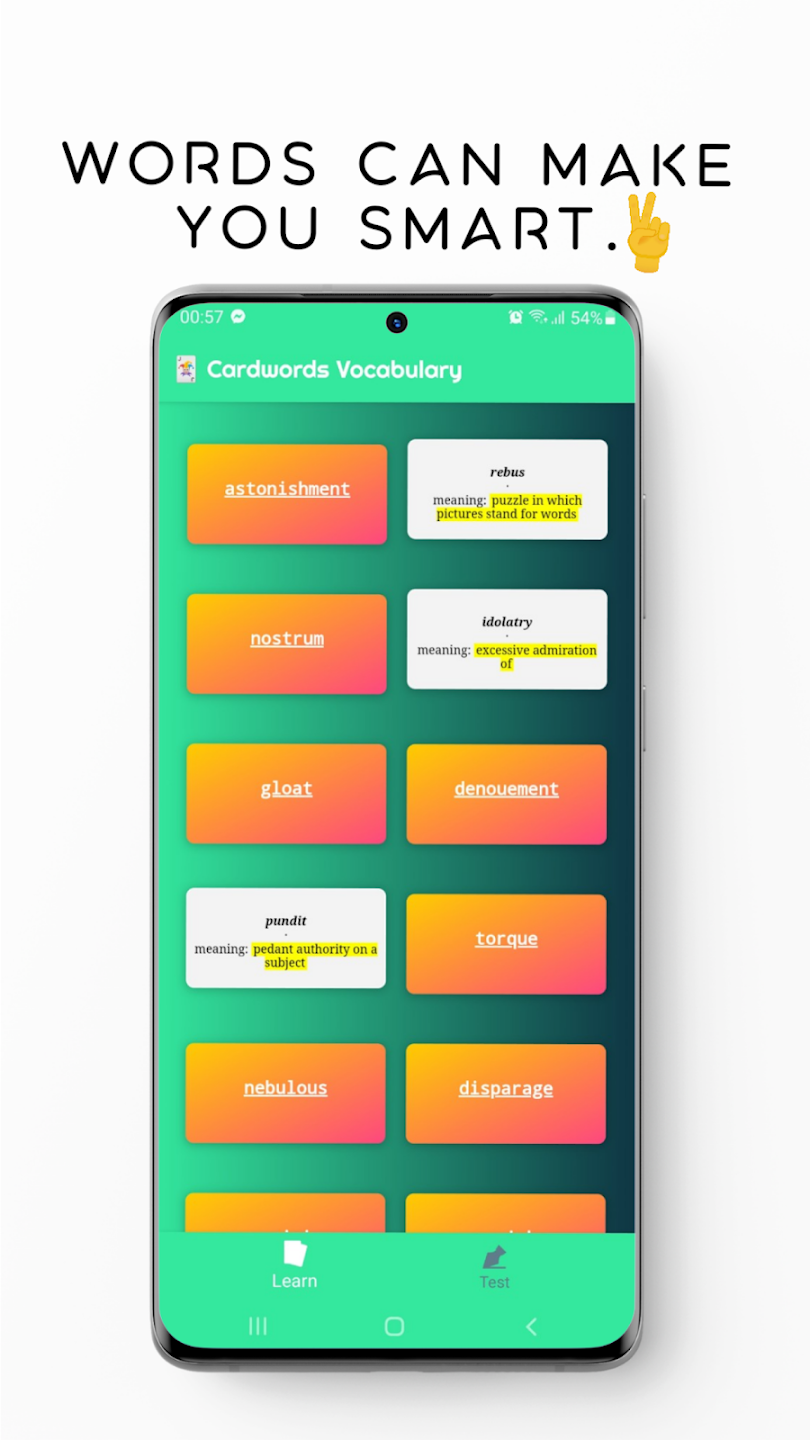 WORDS CAN MAKE
YOU SMART.✌
00:57
54%
Cardwords Vocabulary
astonishment
rebus
.
meaning: puzzle in which
pictures stand for words
nostrum
idolatry
.
meaning: excessive admiration
of
gloat
denouement
pundit
.
meaning: pedant authority on a
subject
torque
nebulous
disparage
Learn
Test